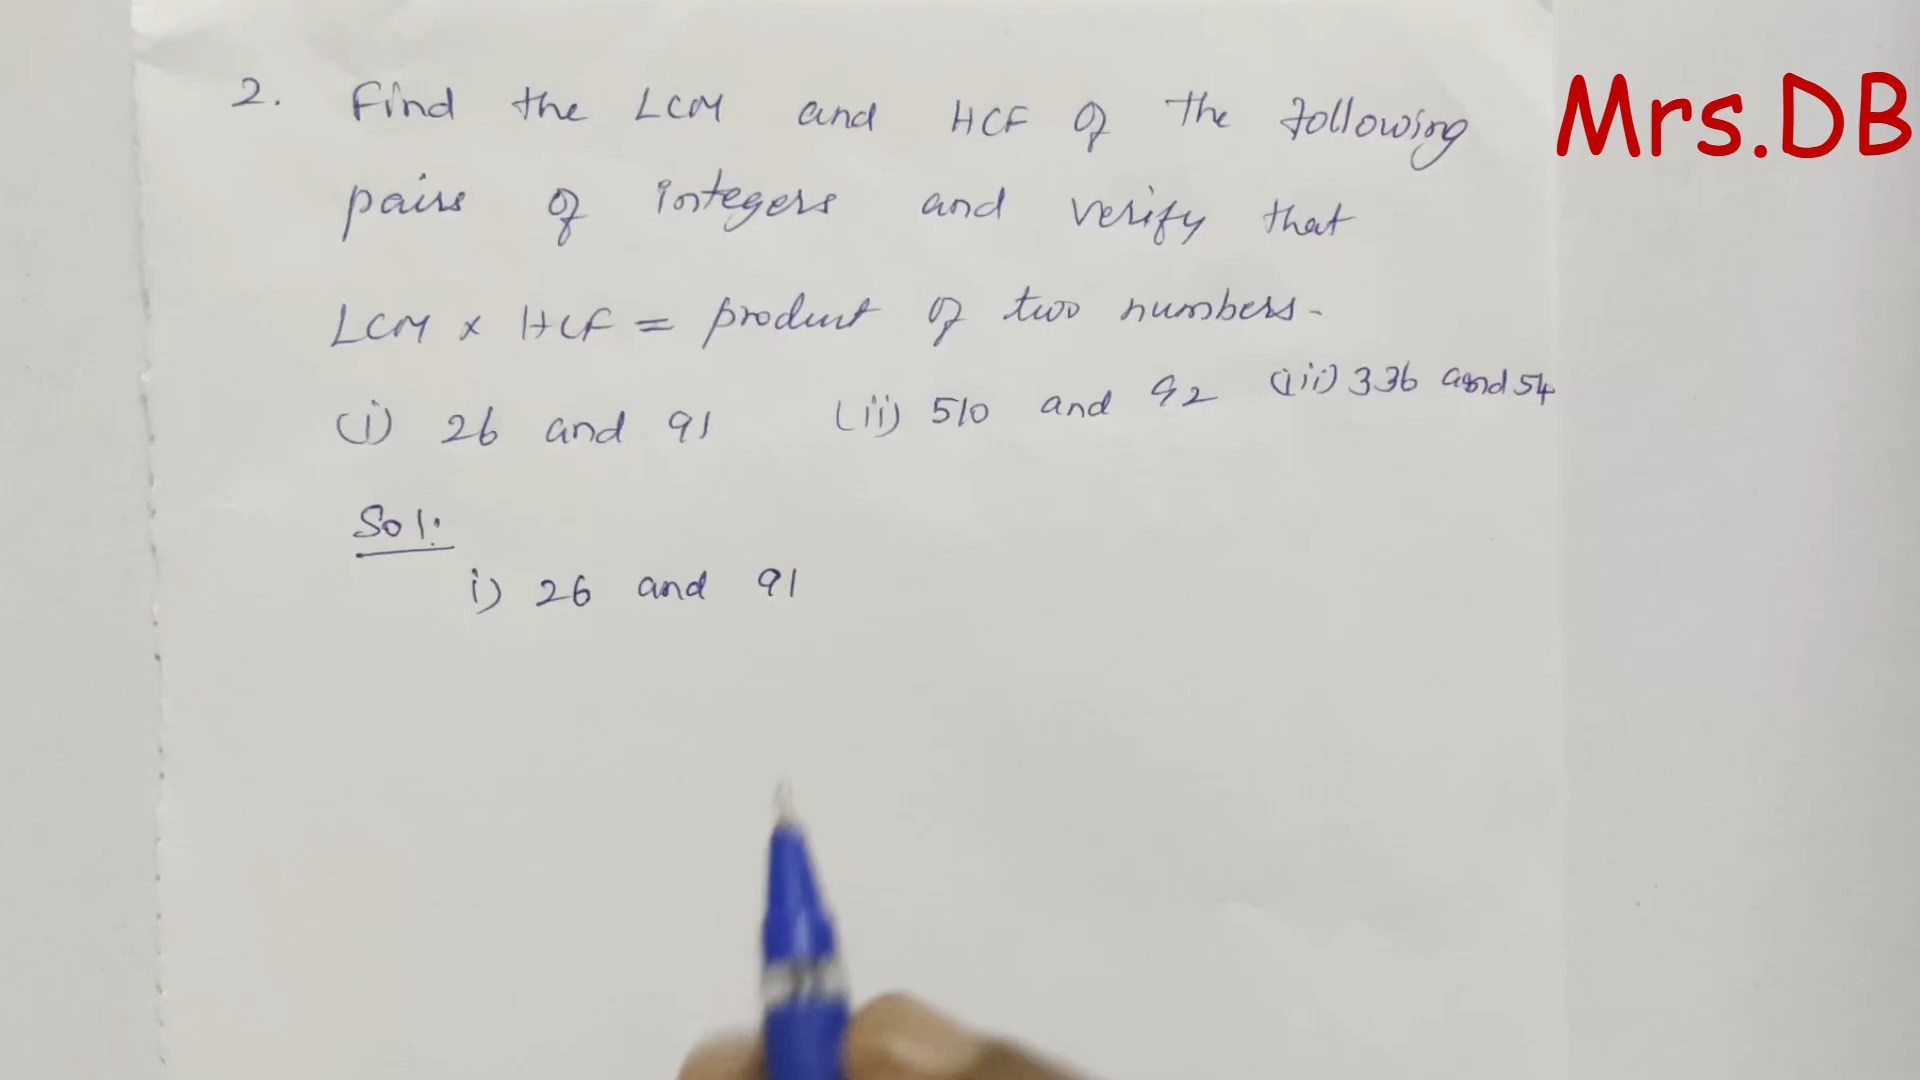 2. Find the LCM and HCF of the following
Mrs.DB
pairs of integers and verify that
LCM x HCF = product of two numbers.
(i) 26 and 91 (ii) 510 and 92 (iii) 336 and 54
Sol:
i) 26 and 91